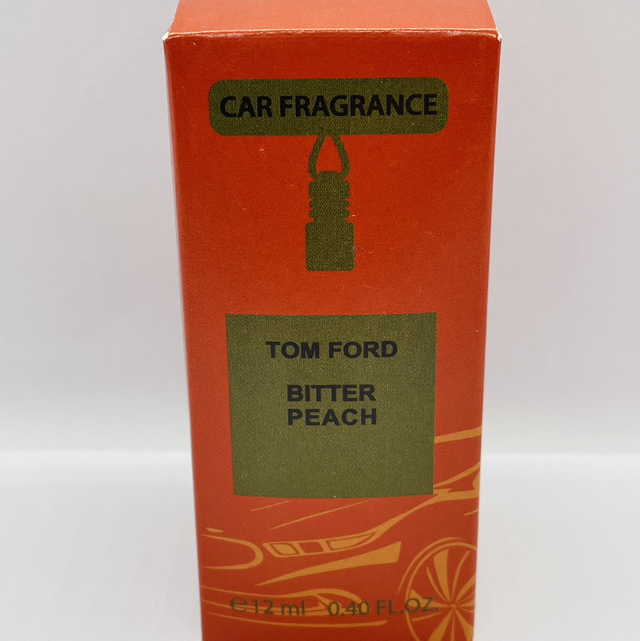 CAR FRAGRANCE
TOM FORD
BITTER
PEACH
℮12 ml 0.40 FL.OZ.